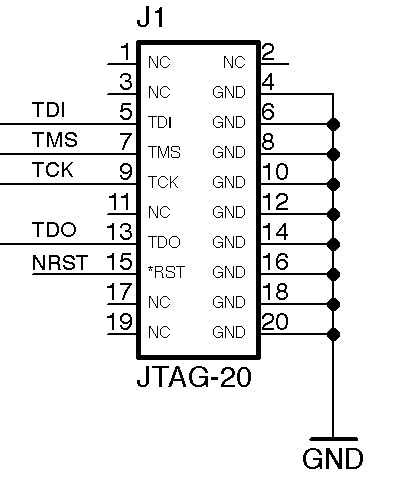 J1
1 NC NC 2
3 NC GND 4
TDI 5 TDI GND 6
TMS 7 TMS GND 8
TCK 9 TCK GND 10
11 NC GND 12
TDO 13 TDO GND 14
NRST 15 *RST GND 16
17 NC GND 18
19 NC GND 20
JTAG-20
GND